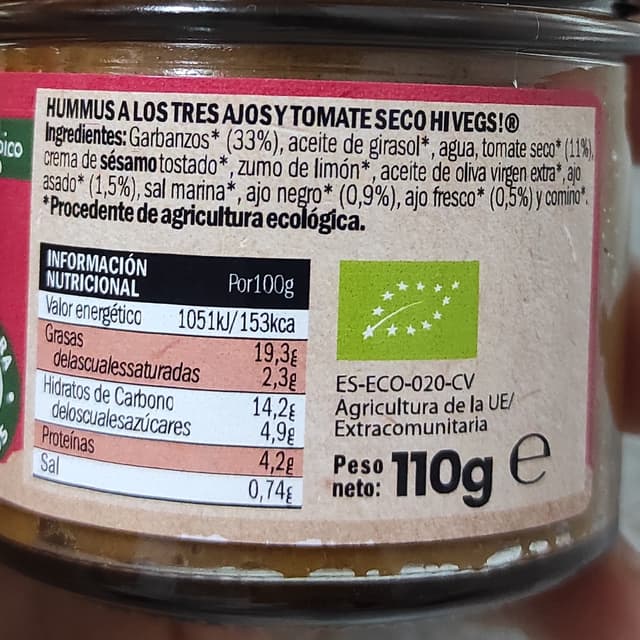 HUMMUS A LOS TRES AJOS Y TOMATE SECO HI VEGS!®
Ingredientes: Garbanzos* (33%), aceite de girasol*, agua, tomate seco* (11%),
crema de sésamo tostado*, zumo de limón*, aceite de oliva virgen extra*, ajo
asado* (1,5%), sal marina*, ajo negro* (0,9%), ajo fresco* (0,5%) y comino*.
*Procedente de agricultura ecológica.
INFORMACIÓN
NUTRICIONAL Por100g
Valor energético 1051kJ/153kca
Grasas 19,3g
delascualessaturadas 2,3g
Hidratos de Carbono 14,2g
deloscualesazúcares 4,9g
Proteínas 4,2g
Sal 0,74g
ES-ECO-020-CV
Agricultura de la UE/
Extracomunitaria
Peso
neto: 110g e